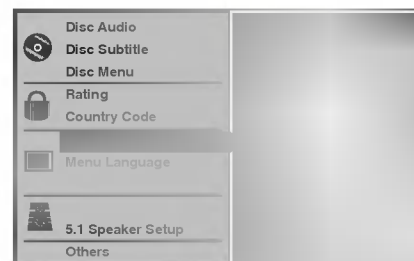 Disc Audio
Disc Subtitle
Disc Menu
Rating
Country Code
Menu Language
5.1 Speaker Setup
Others